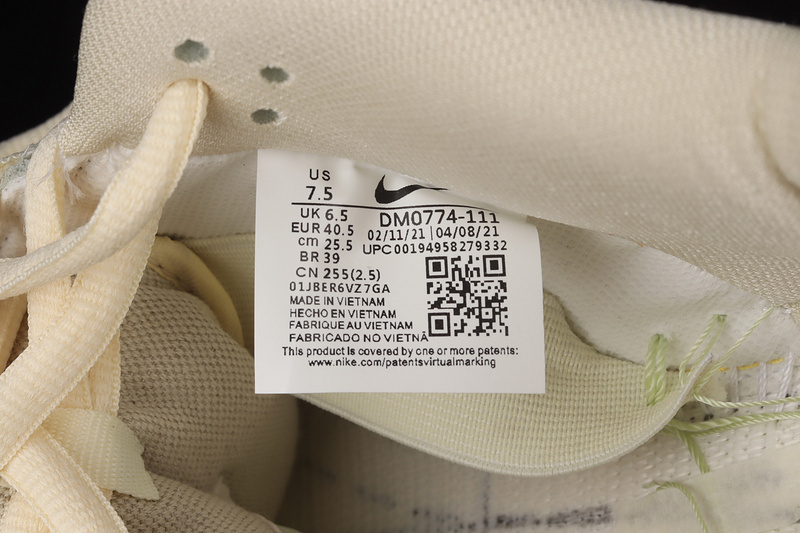 US
7.5
UK 6.5
EUR 40.5
cm 25.5
BR 39
CN 255(2.5)
DM0774-111
02/11/21 | 04/08/21
UPC00194958279332
01JBER6VZ7GA
MADE IN VIETNAM
HECHO EN VIETNAM
FABRIQUE AU VIETNAM
FABRICADO NO VIETNÃ
This product is covered by one or more patents:
www.nike.com/patentsvirtualmarking